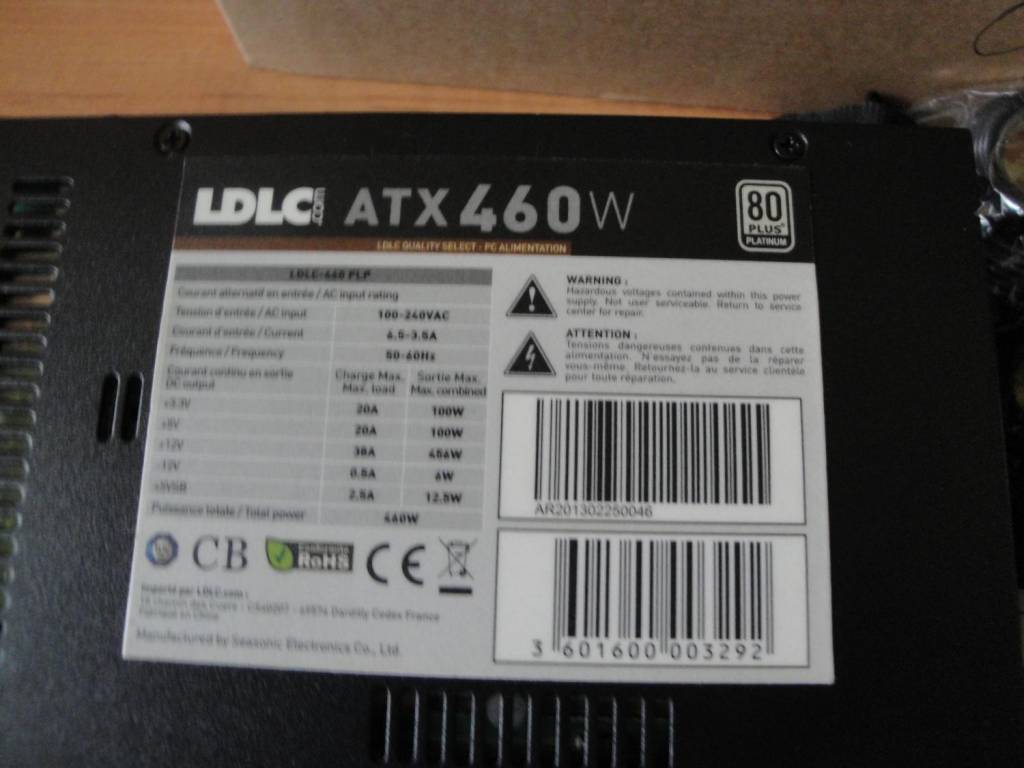 LDLC.com ATX 460W
80 PLUS PLATINUM
LDLC QUALITY SELECT - PC ALIMENTATION
LDLC-460 PLP
Courant alternatif en entrée / AC input rating
Tension d'entrée / AC input 100-240VAC
Courant d'entrée / Current 6,5-3,5A
Fréquence / Frequency 50-60Hz
Courant continu en sortie Charge Max. Sortie Max.
DC output Max. load Max. combined
+3.3V 20A 100W
+5V 20A 100W
+12V 38A 456W
-12V 0.5A 6W
+5VSB 2.5A 12.5W
Puissance totale / Total power 460W
CB
RoHS
CE
Importé par LDLC.com :
Dardilly Cedex France
Fabriqué en Chine
Manufactured by Seasonic Electronics Co., Ltd.
WARNING :
Hazardous voltages contained within this power
supply. Not user serviceable. Return to service
center for repair.
ATTENTION :
Tensions dangereuses contenues dans cette
alimentation. N'essayez pas de la réparer
vous-même. Retournez-la au service clientèle
pour toute réparation.
AR201302250046
3 601600 003292